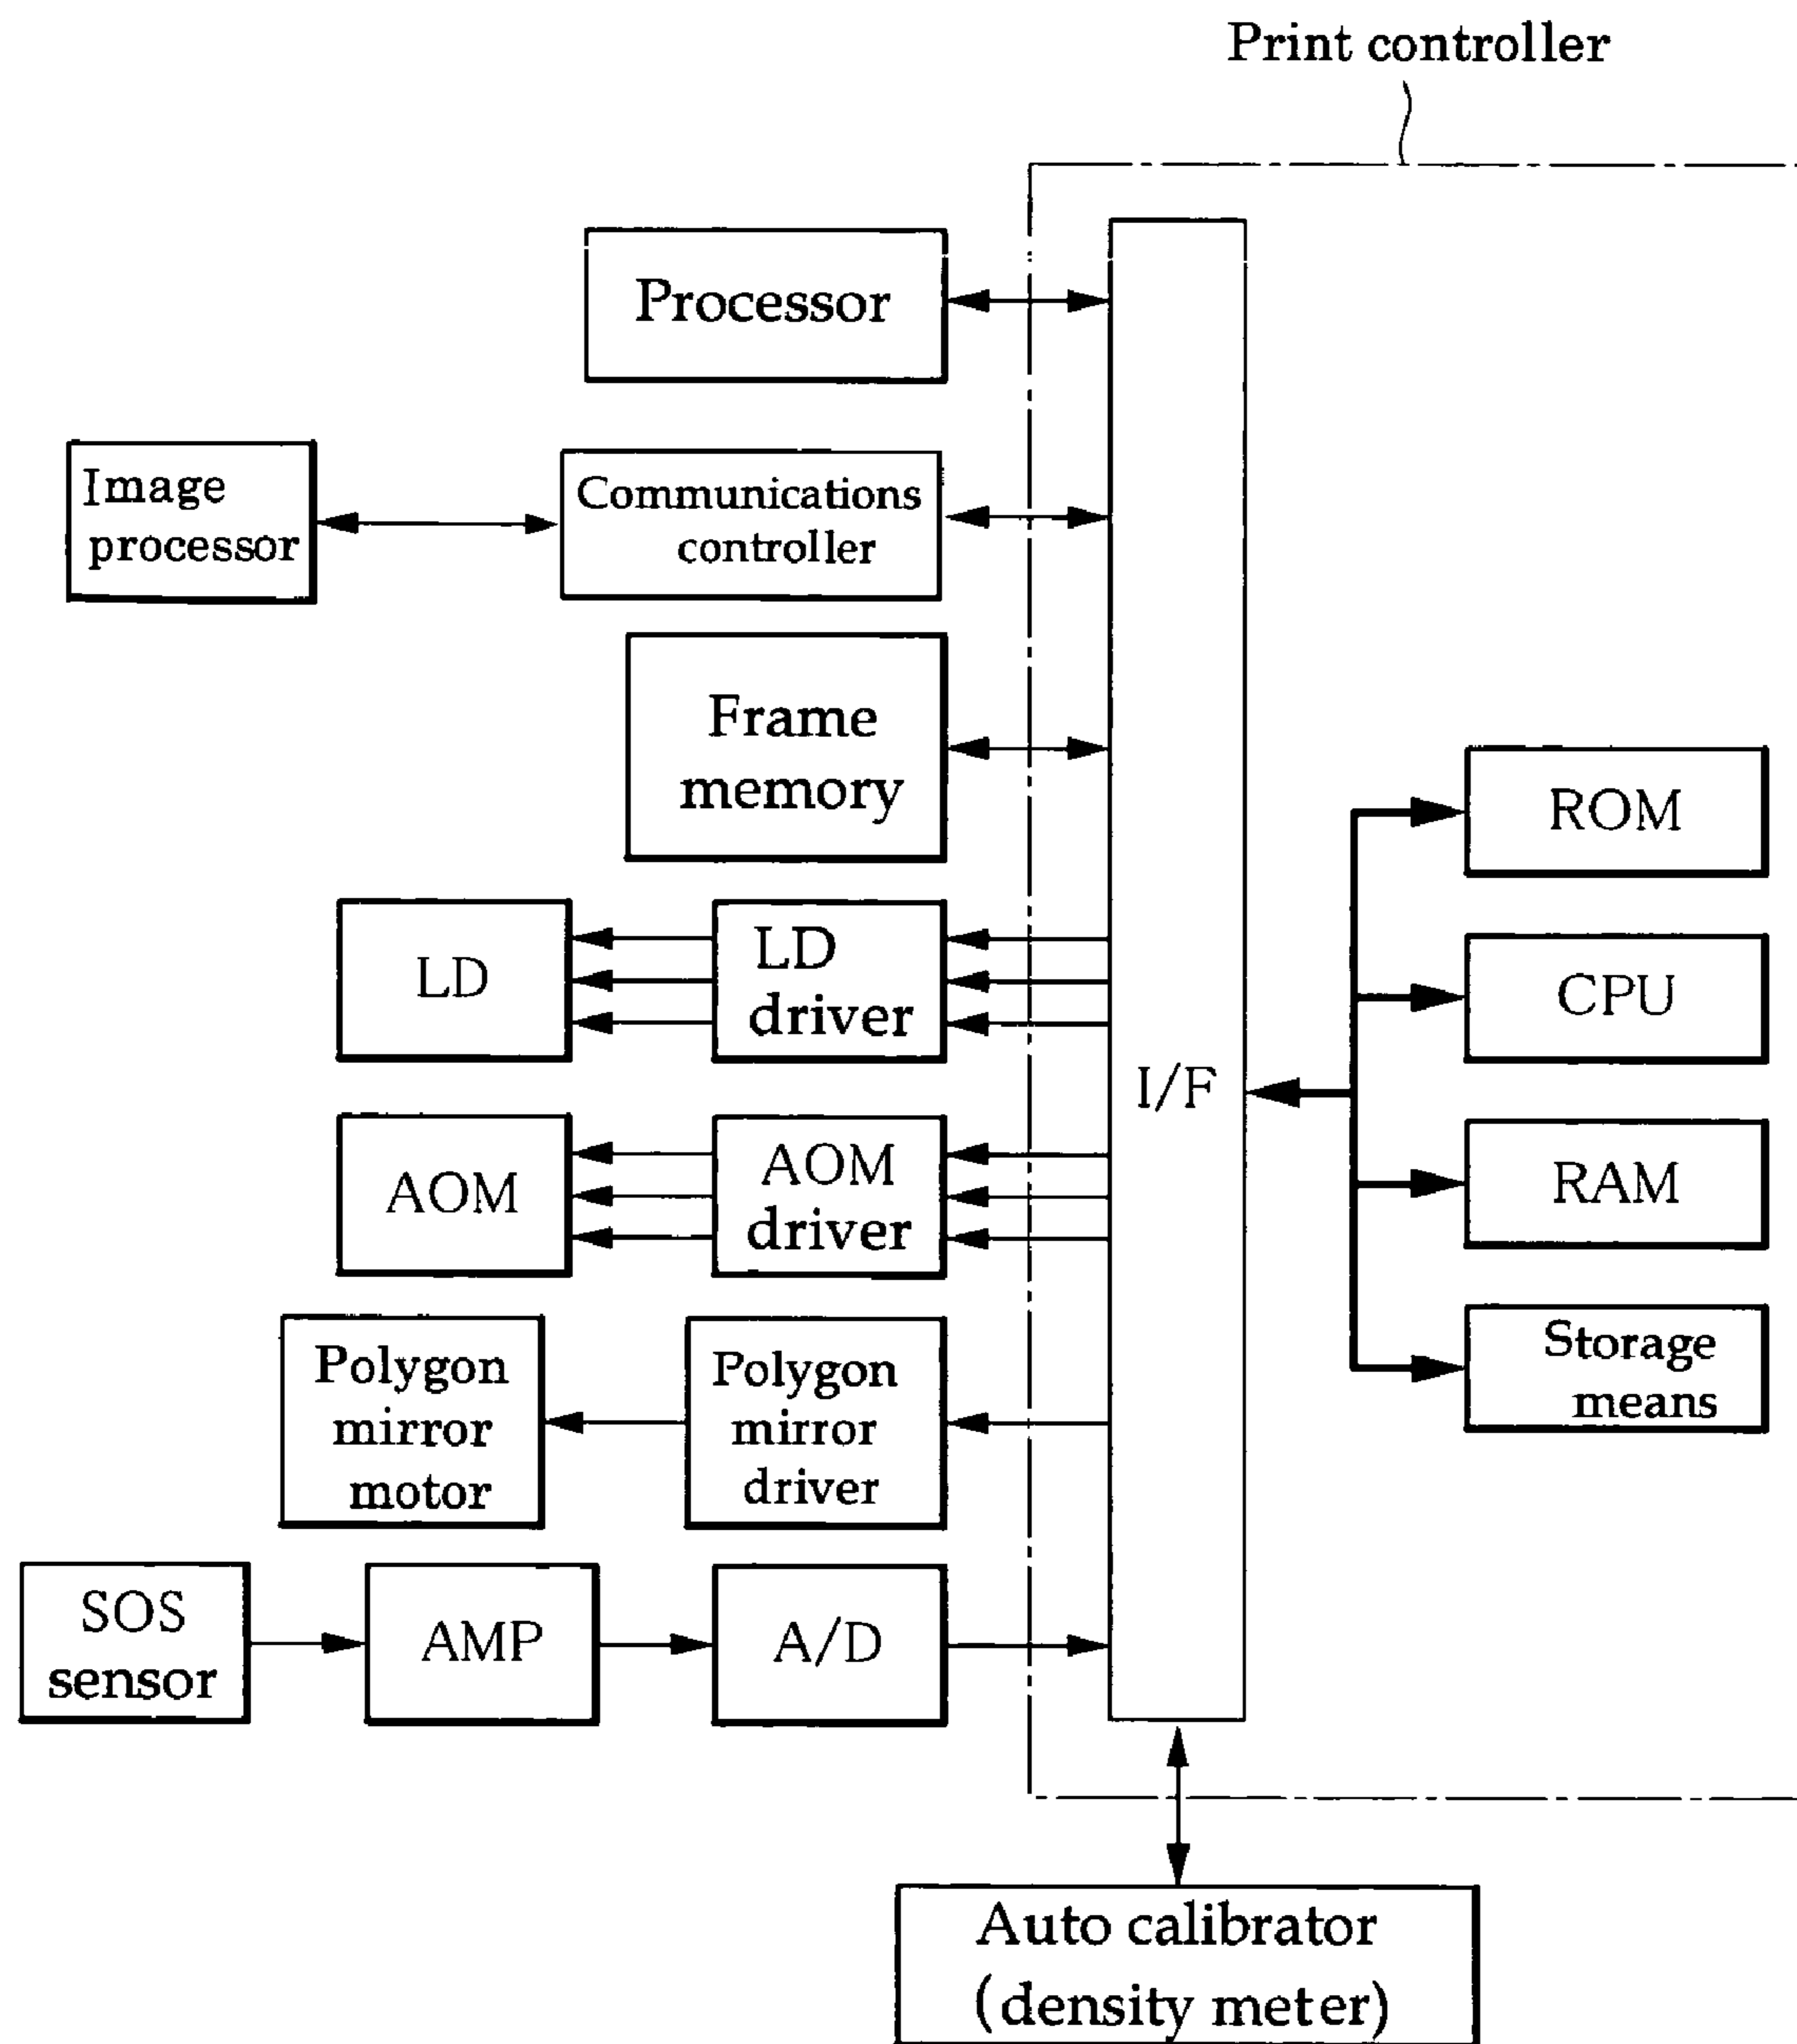 Print controller
Processor
Image
processor
Communications
controller
Frame
memory
ROM
LD
LD
driver
CPU
I/F
AOM
AOM
driver
RAM
Polygon
mirror
motor
Polygon
mirror
driver
Storage
means
SOS
sensor
AMP
A/D
Auto calibrator
(density meter)